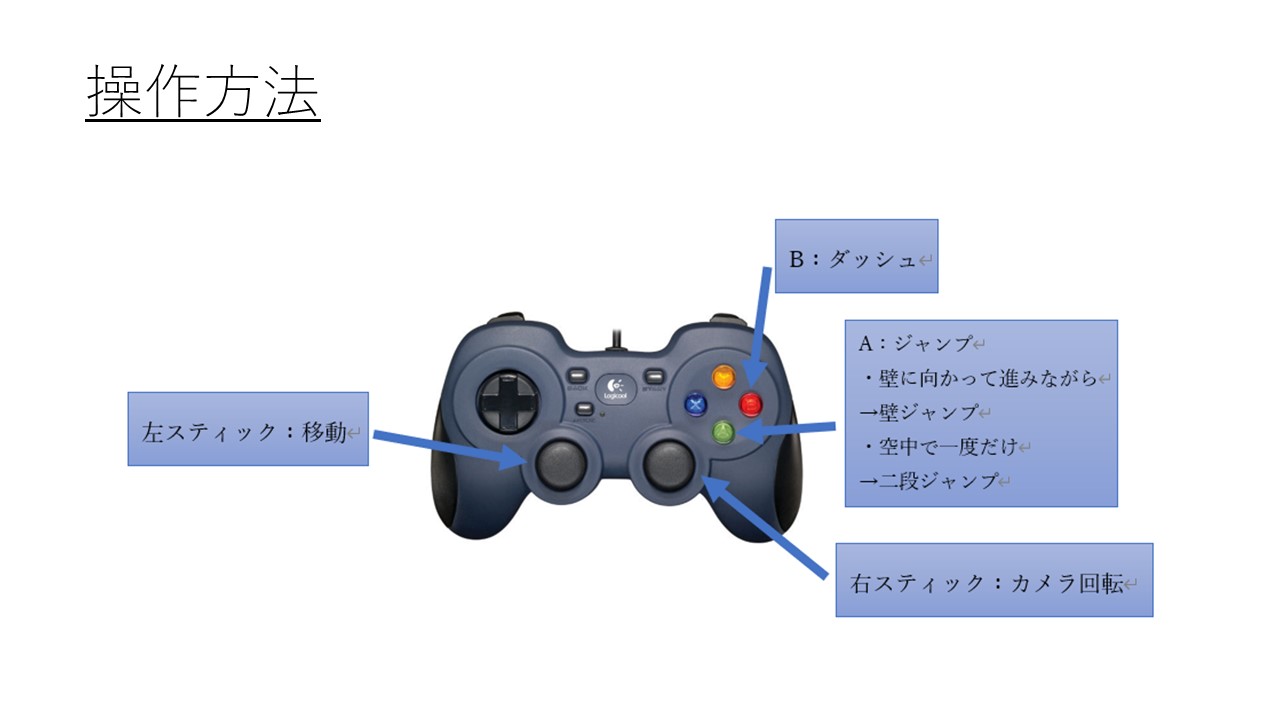 操作方法
B：ダッシュ↵
A：ジャンプ↵
・壁に向かって進みながら↵
→壁ジャンプ↵
・空中で一度だけ↵
→二段ジャンプ↵
左スティック：移動↵
右スティック：カメラ回転↵
BACK
Logicool
X